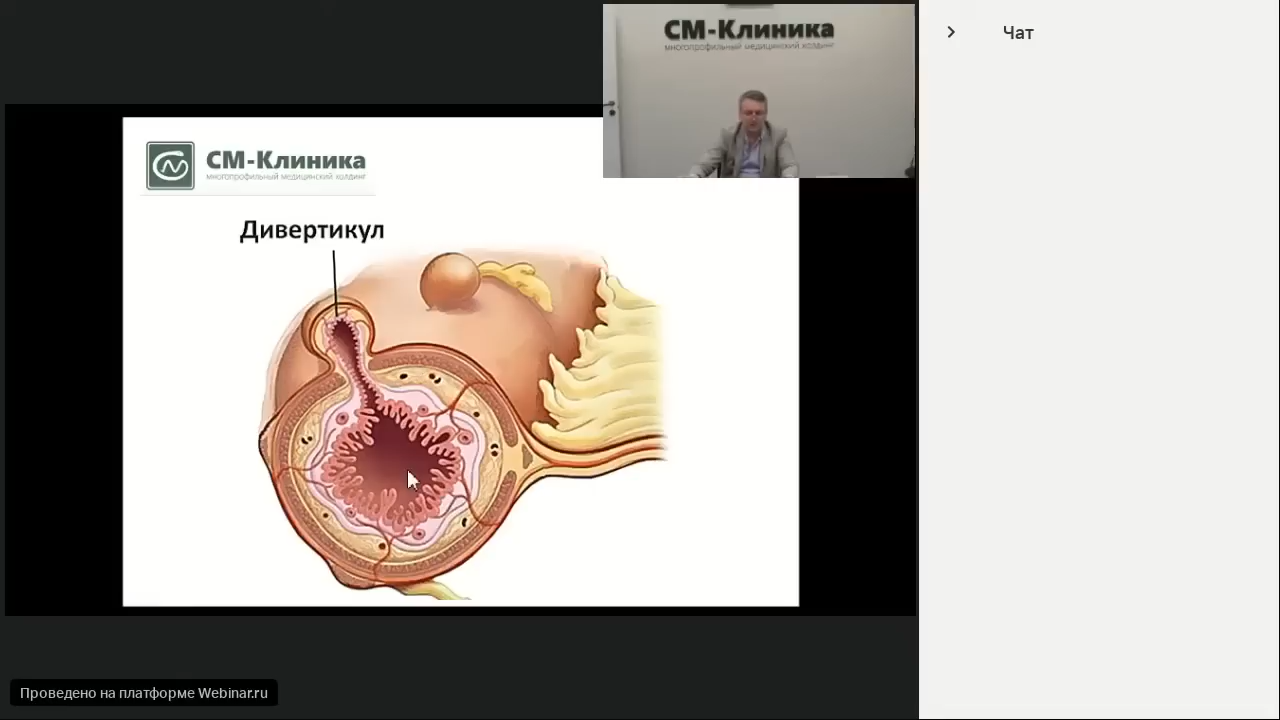 СМ-Клиника
многопрофильный медицинский холдинг
Чат
СМ-Клиника
многопрофильный медицинский холдинг
Дивертикул
Проведено на платформе Webinar.ru